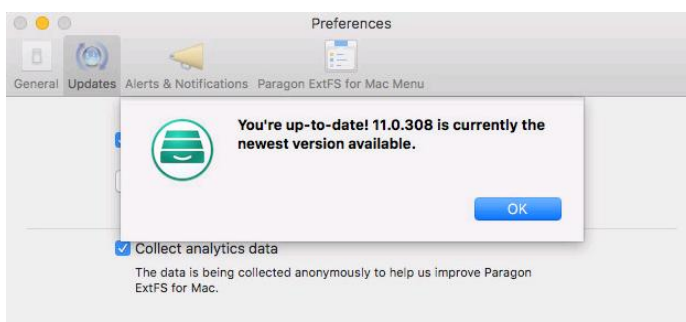 Preferences
General Updates Alerts & Notifications Paragon ExtFS for Mac Menu
You're up-to-date! 11.0.308 is currently the
newest version available.
OK
Collect analytics data
The data is being collected anonymously to help us improve Paragon
ExtFS for Mac.